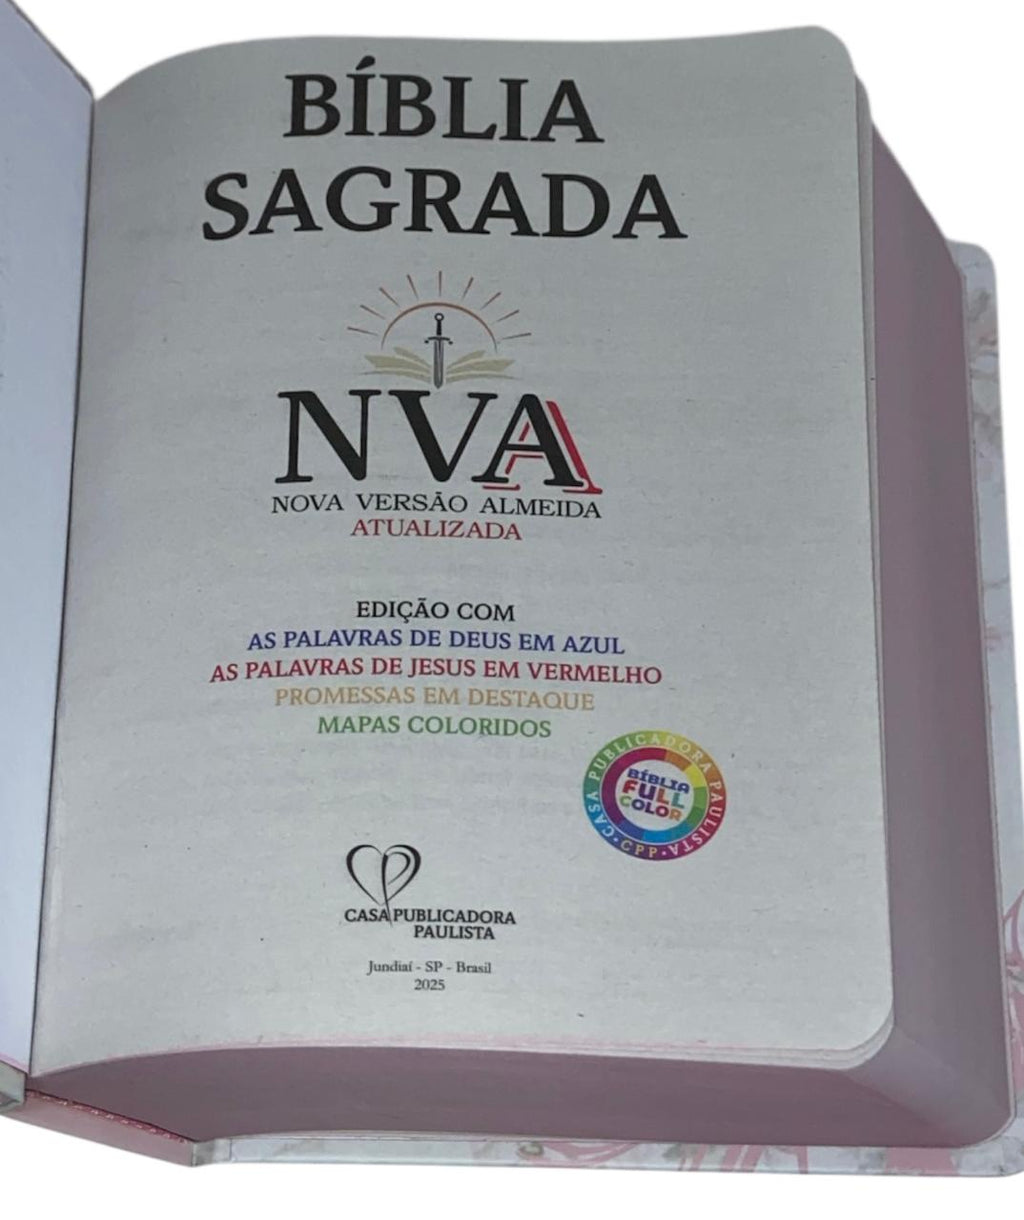 BÍBLIA
SAGRADA
NVA
NOVA VERSÃO ALMEIDA
ATUALIZADA
EDIÇÃO COM
AS PALAVRAS DE DEUS EM AZUL
AS PALAVRAS DE JESUS EM VERMELHO
PROMESSAS EM DESTAQUE
MAPAS COLORIDOS
CASA PUBLICADORA PAULISTA
• CPP •
BÍBLIA
FULL
COLOR
CASA PUBLICADORA
PAULISTA
Jundiaí - SP - Brasil
2025